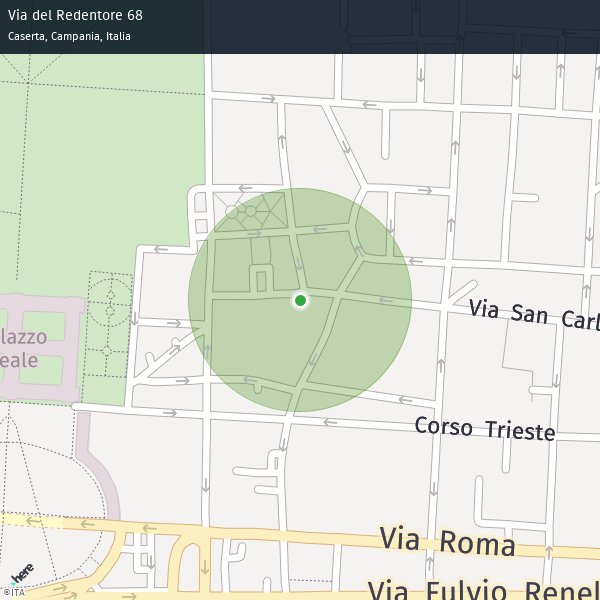 Via del Redentore 68
Caserta, Campania, Italia
lazzo
eale
Via San Carl
Corso Trieste
Via Roma
Via Fulvio Renel
here
©ITA